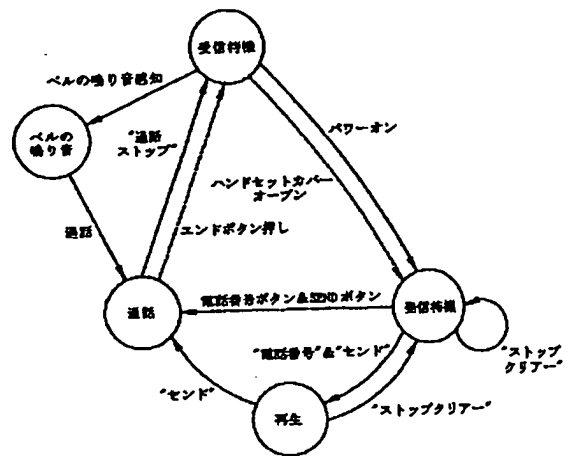 受信待機
ベルの鳴り音感知
ベルの
鳴り音
"通話
ストップ"
パワーオン
ハンドセットカバー
オープン
通話
エンドボタン押し
通話
電話番号ボタン&SENDボタン
受信待機
"ストップ
クリアー"
"電話番号"&"センド"
"センド"
"ストップクリアー"
再生